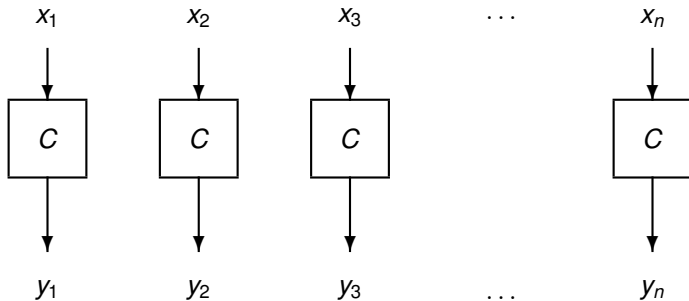 x₁ x₂ x₃ ... xₙ
C C C C
y₁ y₂ y₃ ... yₙ